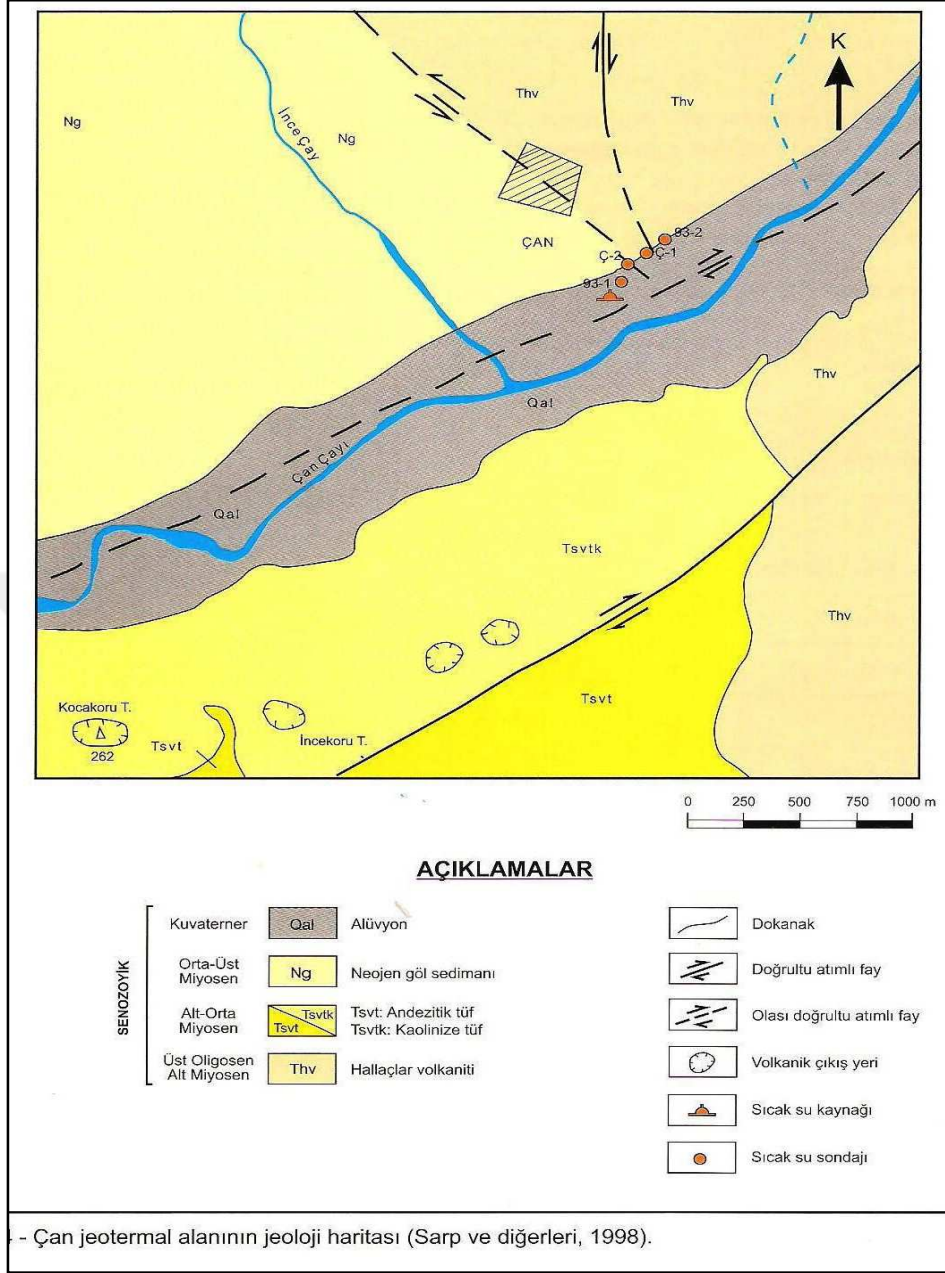 K
Thv
Thv
Ng
Ng
İnce Çay
ÇAN
93-2
Ç-1
Ç-2
93-1
Thv
Qal
Çan Çayı
Qal
Tsvtk
Thv
Tsvt
Kocakoru T.
262
Tsvt
İncekoru T.
0 250 500 750 1000 m
AÇIKLAMALAR
SENOZOYİK
Kuvaterner Qal Alüvyon
Orta-Üst
Miyosen
Ng Neojen göl sedimanı
Alt-Orta
Miyosen
Tsvtk
Tsvt
Tsvt: Andezitik tüf
Tsvtk: Kaolinize tüf
Üst Oligosen
Alt Miyosen
Thv Hallaçlar volkaniti
Dokanak
Doğrultu atımlı fay
Olası doğrultu atımlı fay
Volkanik çıkış yeri
Sıcak su kaynağı
Sıcak su sondajı
- Çan jeotermal alanının jeoloji haritası (Sarp ve diğerleri, 1998).